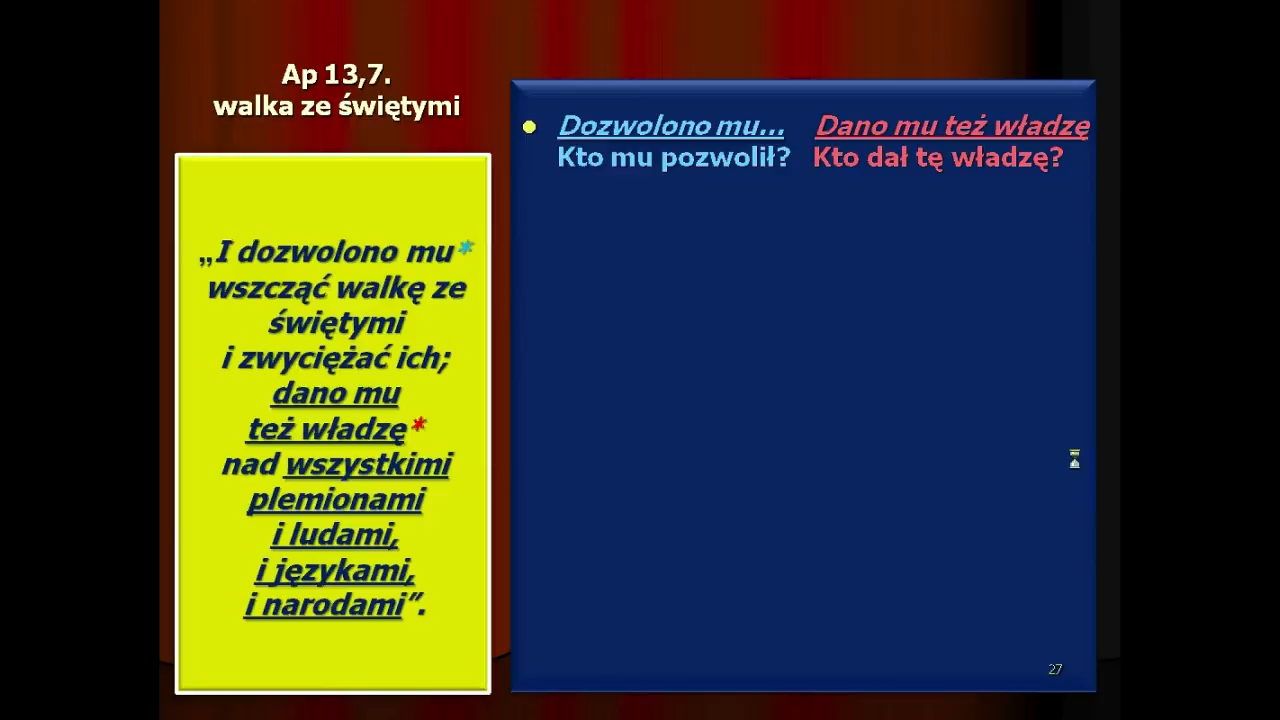 Ap 13,7.
walka ze świętymi
„I dozwolono mu*
wszcząć walkę ze
świętymi
i zwyciężać ich;
dano mu
też władzę*
nad wszystkimi
plemionami
i ludami,
i językami,
i narodami”.
Dozwolono mu... Dano mu też władzę
Kto mu pozwolił? Kto dał tę władzę?
27